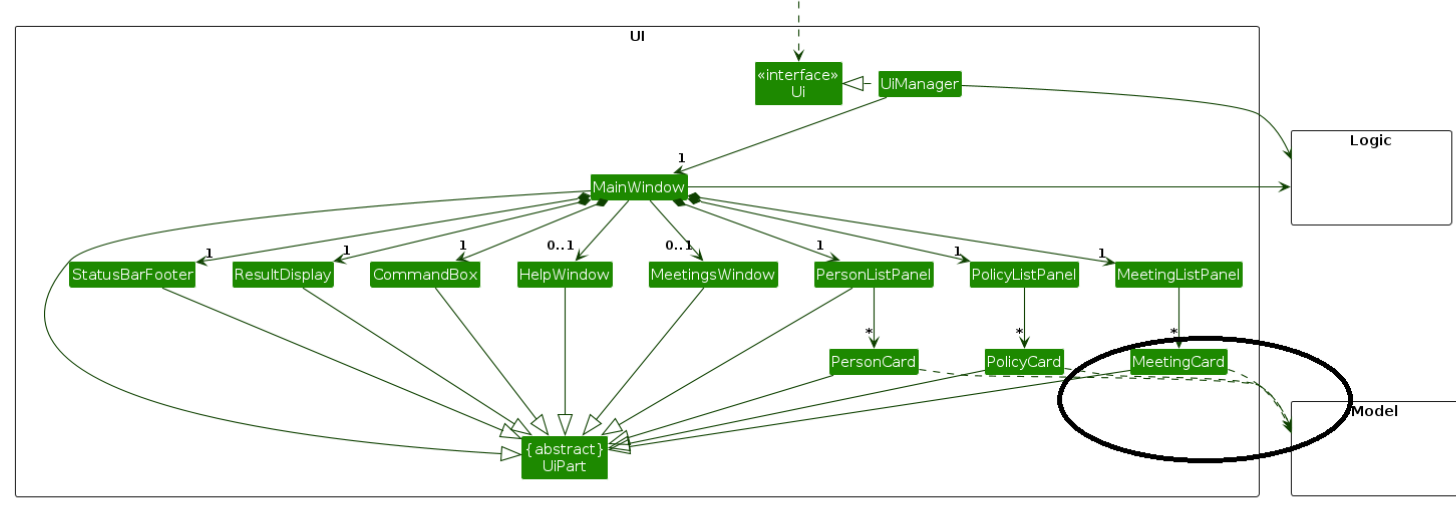 UI
«interface»
Ui
UiManager
Logic
1
MainWindow
1
1
1
0..1
0..1
1
1
1
StatusBarFooter
ResultDisplay
CommandBox
HelpWindow
MeetingsWindow
PersonListPanel
PolicyListPanel
MeetingListPanel
*
*
*
PersonCard
PolicyCard
MeetingCard
Model
{abstract}
UiPart